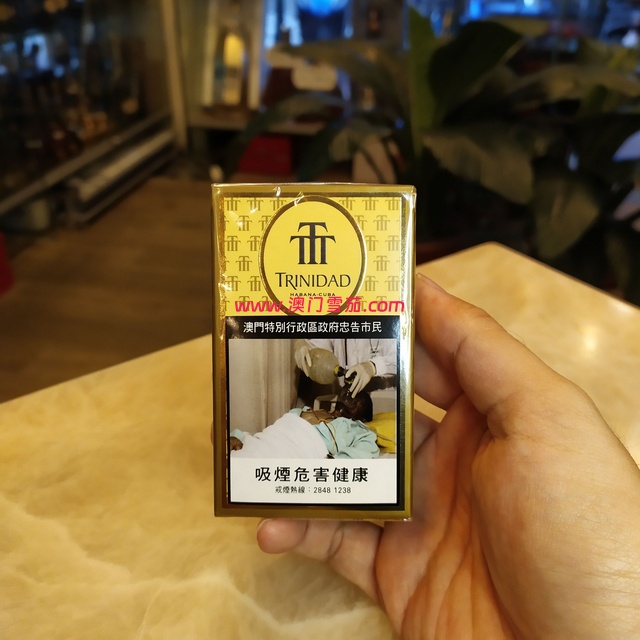 TRINIDAD
HABANA·CUBA
www.澳门雪茄.com
澳門特別行政區政府忠告市民
吸煙危害健康
戒煙熱線：2848 1238